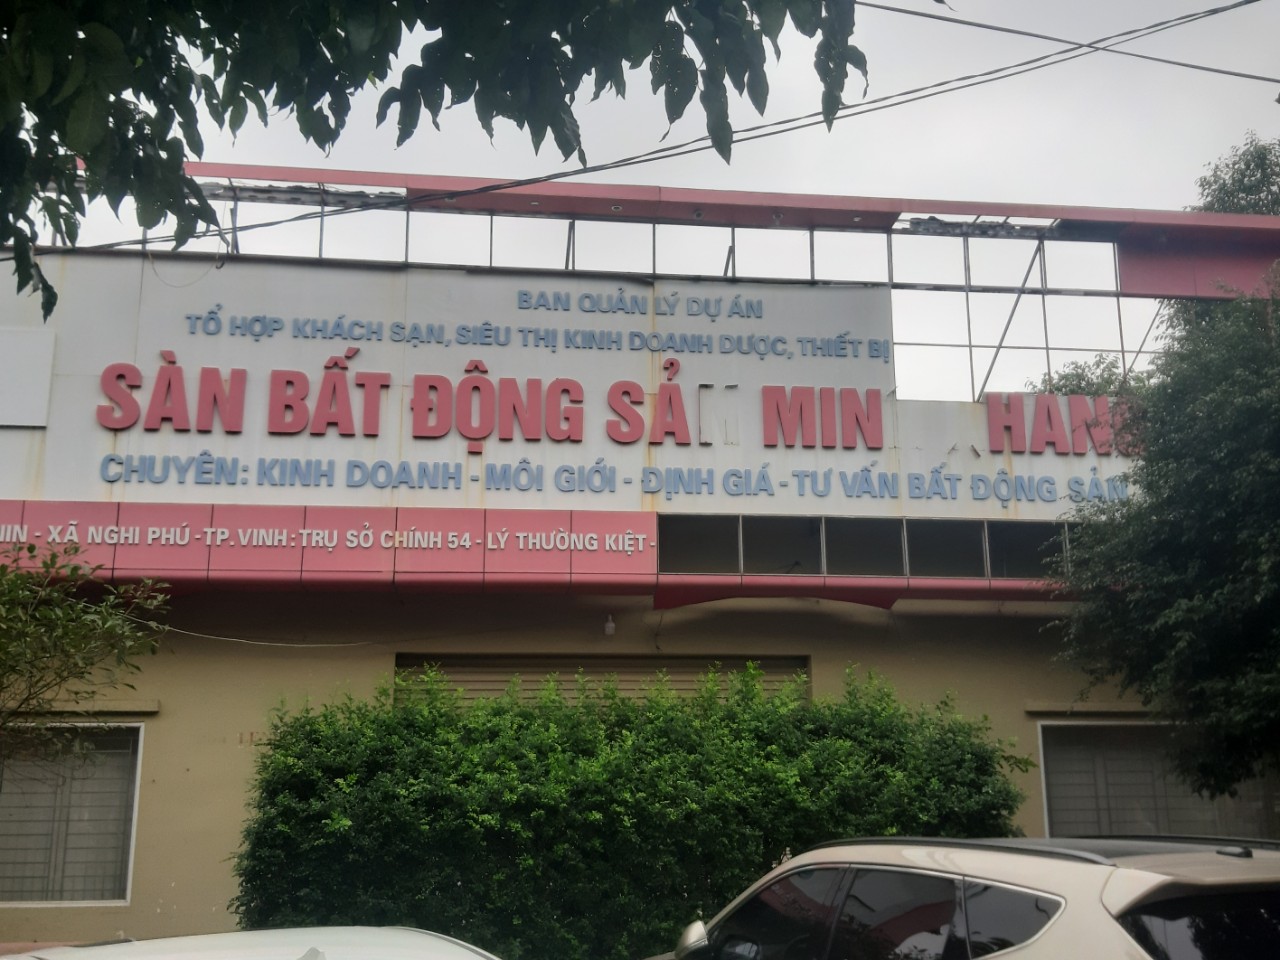 BAN QUẢN LÝ DỰ ÁN
TỔ HỢP KHÁCH SẠN, SIÊU THỊ KINH DOANH DƯỢC, THIẾT BỊ
SÀN BẤT ĐỘNG SẢ MIN HANG
CHUYÊN: KINH DOANH - MÔI GIỚI - ĐỊNH GIÁ - TƯ VẤN BẤT ĐỘNG SẢN
- XÃ NGHI PHÚ - TP. VINH: TRỤ SỞ CHÍNH 54 - LÝ THƯỜNG KIỆT -